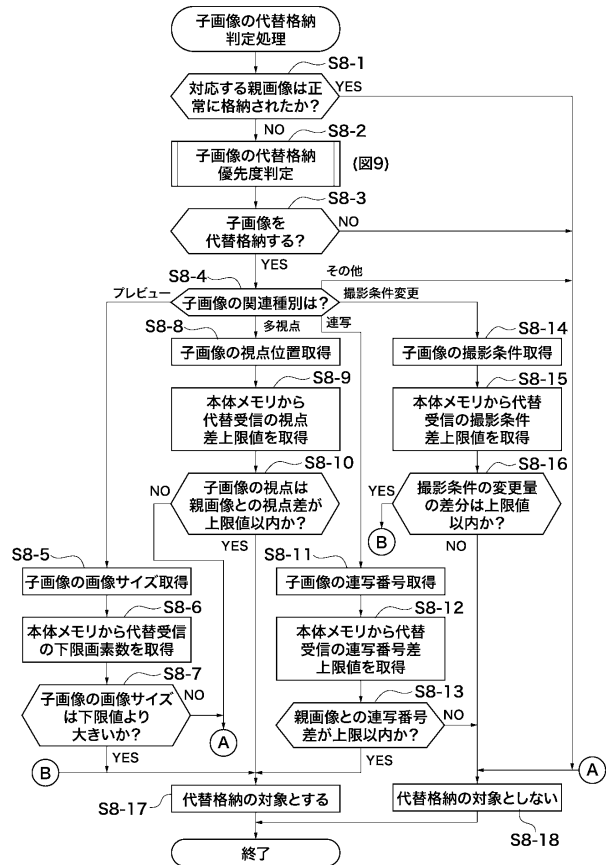 子画像の代替格納
判定処理
S8-1
対応する親画像は正
常に格納されたか?
YES
NO
S8-2
子画像の代替格納
優先度判定
(図9)
S8-3
子画像を
代替格納する?
NO
YES
S8-4
その他
プレビュー
子画像の関連種別は?
撮影条件変更
多視点
連写
S8-8
子画像の視点位置取得
S8-14
子画像の撮影条件取得
S8-9
本体メモリから
代替受信の視点
差上限値を取得
S8-15
本体メモリから代替
受信の撮影条件
差上限値を取得
S8-10
子画像の視点は
親画像との視点差が
上限値以内か?
NO
YES
S8-16
撮影条件の変更量
の差分は上限値
以内か?
YES
B
NO
S8-5
子画像の画像サイズ取得
S8-11
子画像の連写番号取得
S8-6
本体メモリから代替受信
の下限画素数を取得
S8-12
本体メモリから代替
受信の連写番号差
上限値を取得
S8-7
子画像の画像サイズ
は下限値より
大きいか?
NO
A
YES
S8-13
親画像との連写番号
差が上限以内か?
NO
YES
B
A
S8-17
代替格納の対象とする
代替格納の対象としない
S8-18
終了